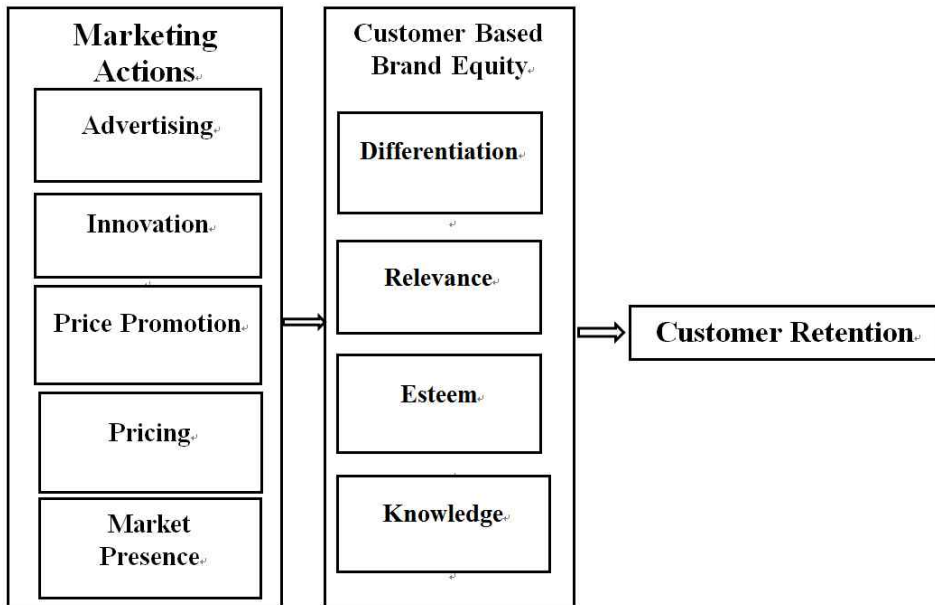 Marketing
Actions
Advertising
Innovation
Price Promotion
Pricing
Market
Presence
Customer Based
Brand Equity
Differentiation
Relevance
Esteem
Knowledge
Customer Retention